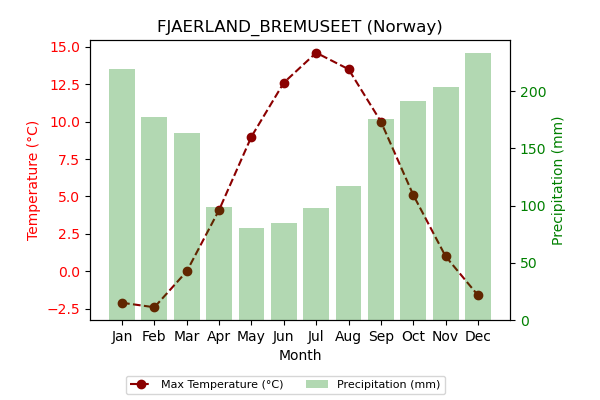 FJAERLAND_BREMUSEET (Norway)
15.0
12.5
10.0
7.5
5.0
2.5
0.0
−2.5
Temperature (°C)
200
150
100
50
0
Precipitation (mm)
Jan Feb Mar Apr May Jun Jul Aug Sep Oct Nov Dec
Month
Max Temperature (°C) Precipitation (mm)